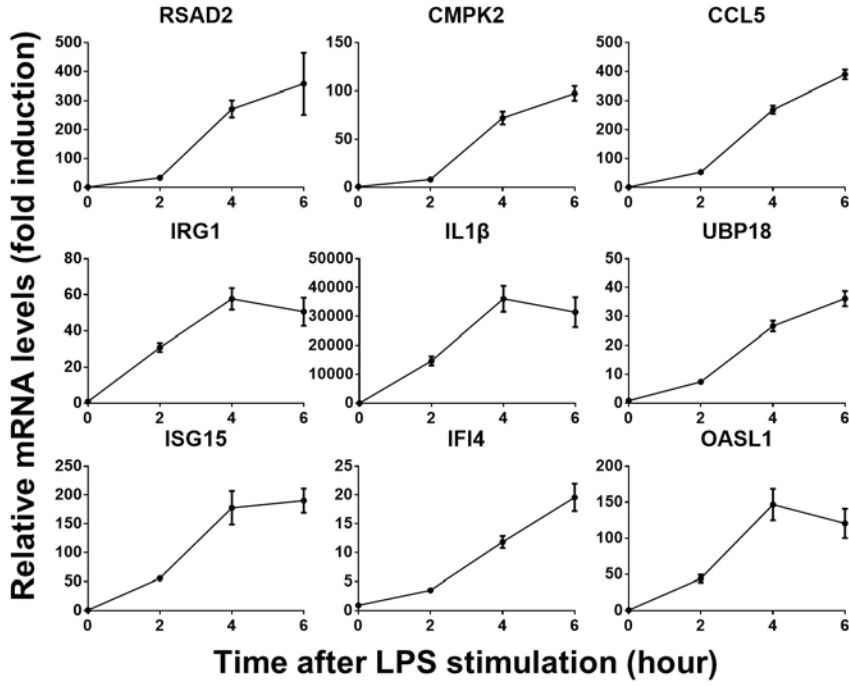 RSAD2
CMPK2
CCL5
500
400
300
200
100
0
0 2 4 6
150
100
50
0
0 2 4 6
500
400
300
200
100
0
0 2 4 6
IRG1
IL1β
UBP18
80
60
40
20
0
0 2 4 6
50000
40000
30000
20000
10000
0
0 2 4 6
50
40
30
20
10
0
0 2 4 6
ISG15
IFI4
OASL1
250
200
150
100
50
0
0 2 4 6
25
20
15
10
5
0
0 2 4 6
200
150
100
50
0
0 2 4 6
Relative mRNA levels (fold induction)
Time after LPS stimulation (hour)